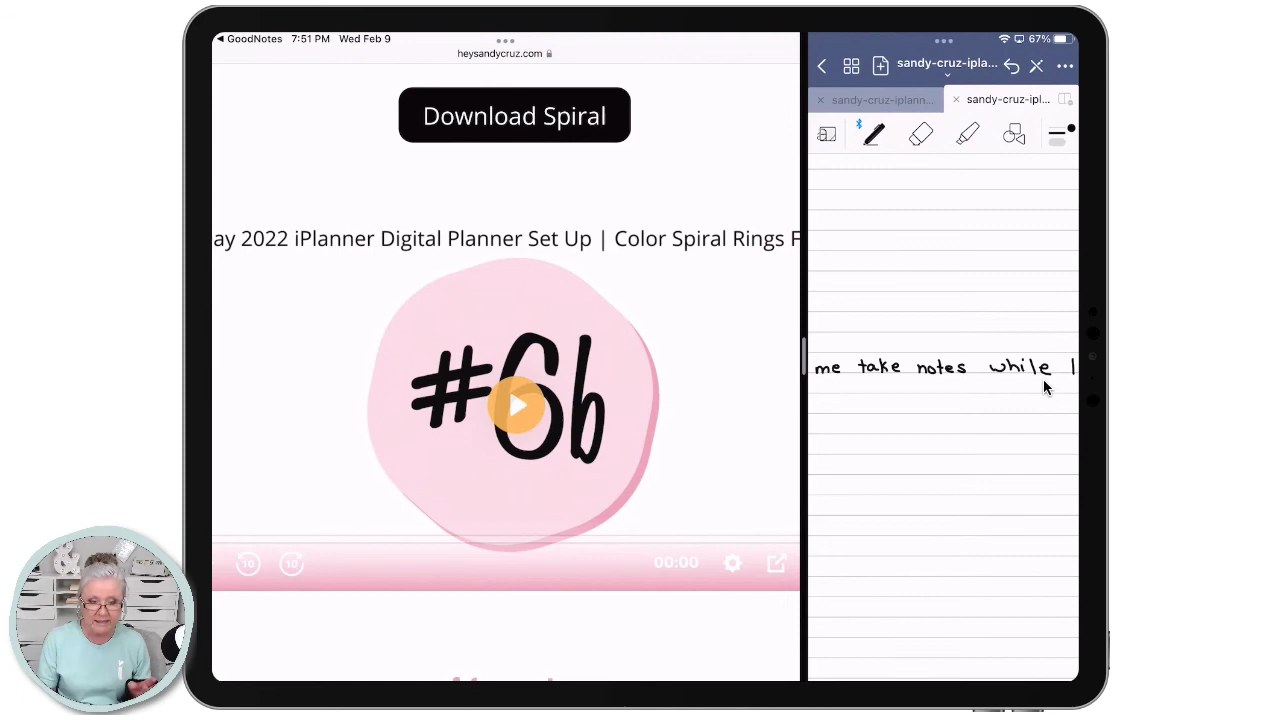 GoodNotes 7:51 PM Wed Feb 9
heysandycruz.com
Download Spiral
ay 2022 iPlanner Digital Planner Set Up | Color Spiral Rings F
#6b
10 10 00:00
67%
sandy-cruz-ipla...
sandy-cruz-iplann... sandy-cruz-ipl...
me take notes while I